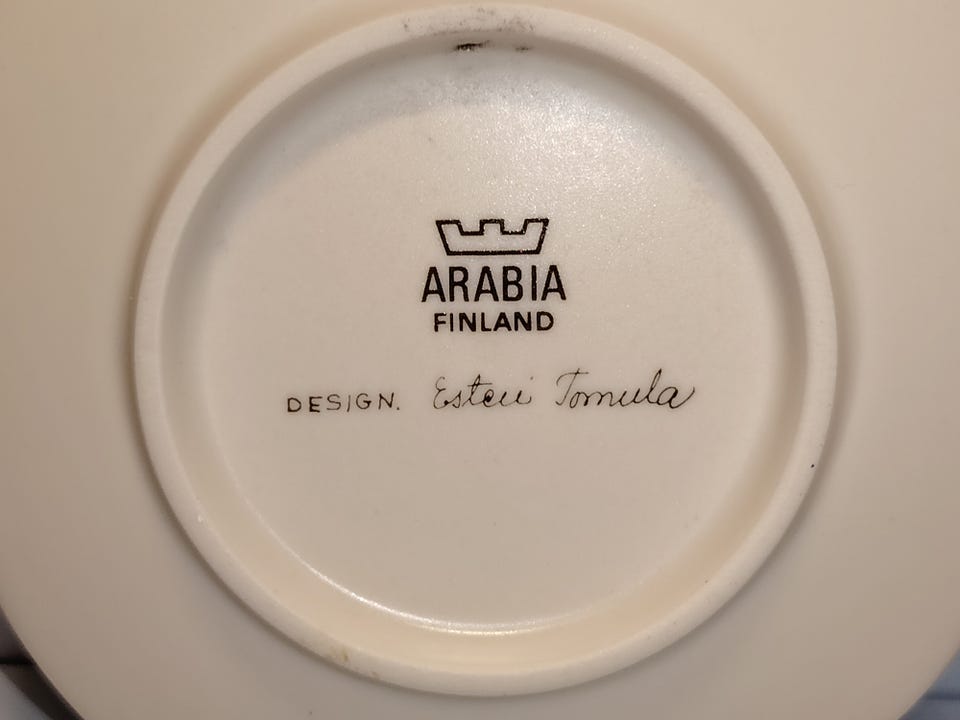 ARABIA
FINLAND
DESIGN. Esteri Tomula